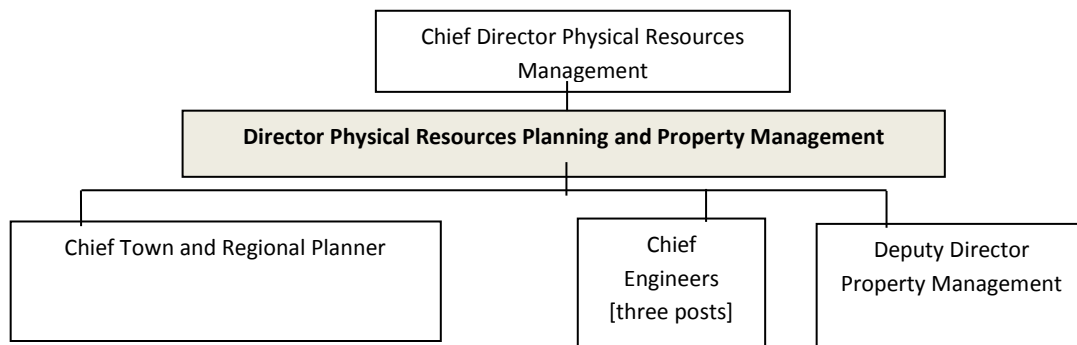 Chief Director Physical Resources
Management
Director Physical Resources Planning and Property Management
Chief Town and Regional Planner
Chief
Engineers
[three posts]
Deputy Director
Property Management